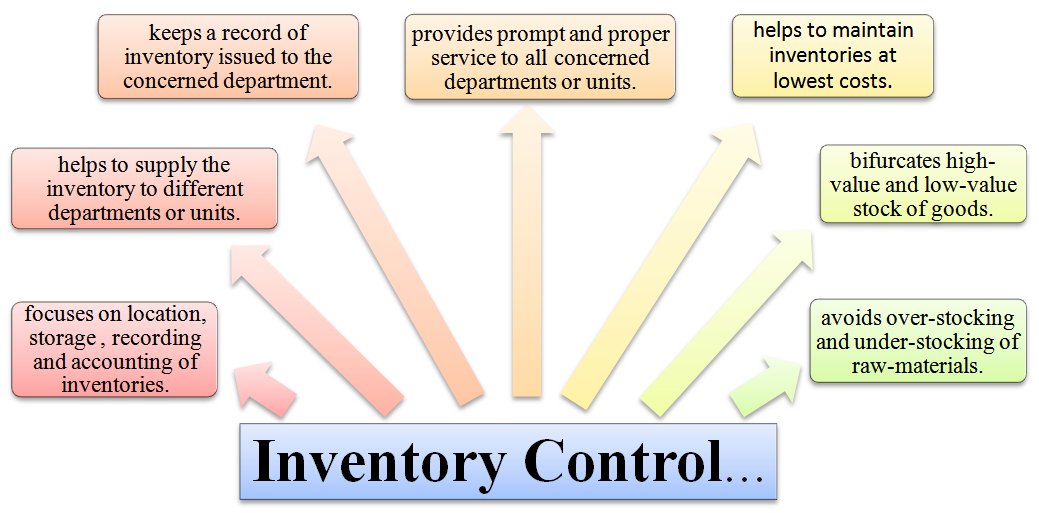 keeps a record of
inventory issued to the
concerned department.
provides prompt and proper
service to all concerned
departments or units.
helps to maintain
inventories at
lowest costs.
helps to supply the
inventory to different
departments or units.
bifurcates high-
value and low-value
stock of goods.
focuses on location,
storage , recording
and accounting of
inventories.
avoids over-stocking
and under-stocking of
raw-materials.
Inventory Control...